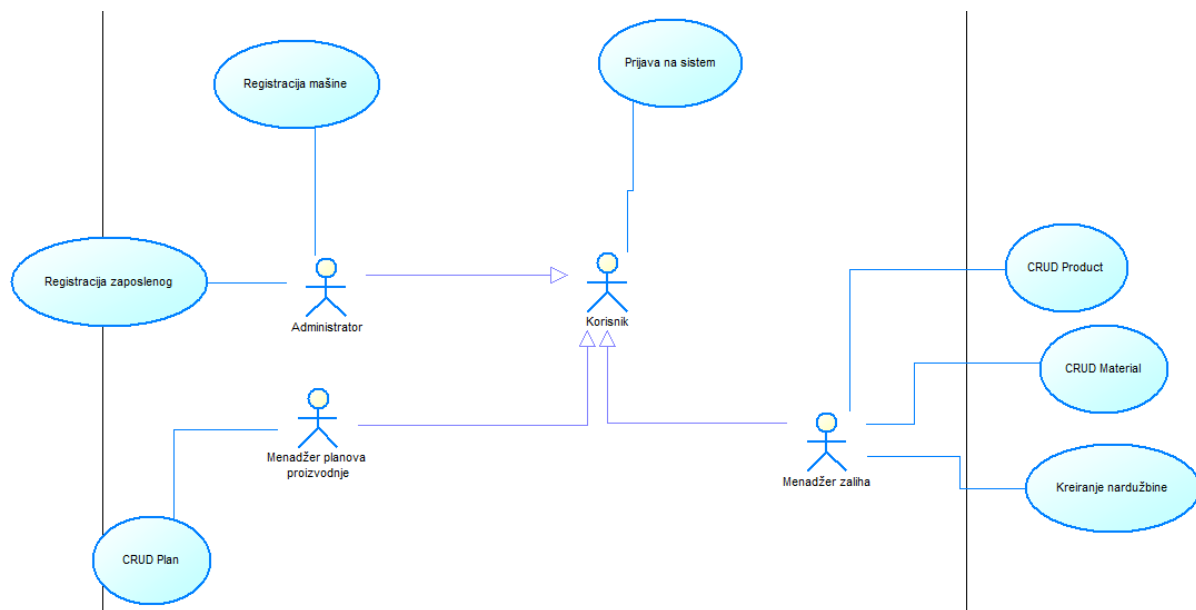 Prijava na sistem
Registracija mašine
CRUD Product
Registracija zaposlenog
Administrator
Korisnik
CRUD Material
Menadžer planova
proizvodnje
Menadžer zaliha
Kreiranje nardužbine
CRUD Plan